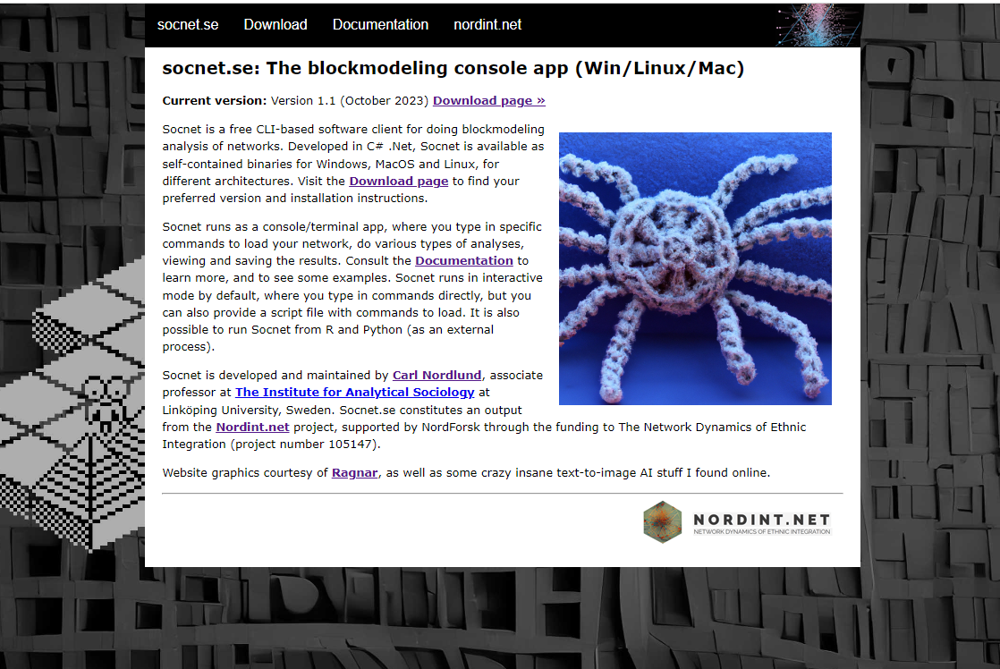 socnet.se Download Documentation nordint.net
socnet.se: The blockmodeling console app (Win/Linux/Mac)
Current version: Version 1.1 (October 2023) Download page »
Socnet is a free CLI-based software client for doing blockmodeling
analysis of networks. Developed in C# .Net, Socnet is available as
self-contained binaries for Windows, MacOS and Linux, for
different architectures. Visit the Download page to find your
preferred version and installation instructions.
Socnet runs as a console/terminal app, where you type in specific
commands to load your network, do various types of analyses,
viewing and saving the results. Consult the Documentation to
learn more, and to see some examples. Socnet runs in interactive
mode by default, where you type in commands directly, but you
can also provide a script file with commands to load. It is also
possible to run Socnet from R and Python (as an external
process).
Socnet is developed and maintained by Carl Nordlund, associate
professor at The Institute for Analytical Sociology at
Linköping University, Sweden. Socnet.se constitutes an output
from the Nordint.net project, supported by NordForsk through the funding to The Network Dynamics of Ethnic
Integration (project number 105147).
Website graphics courtesy of Ragnar, as well as some crazy insane text-to-image AI stuff I found online.
NORDINT.NET
NETWORK DYNAMICS OF ETHNIC INTEGRATION